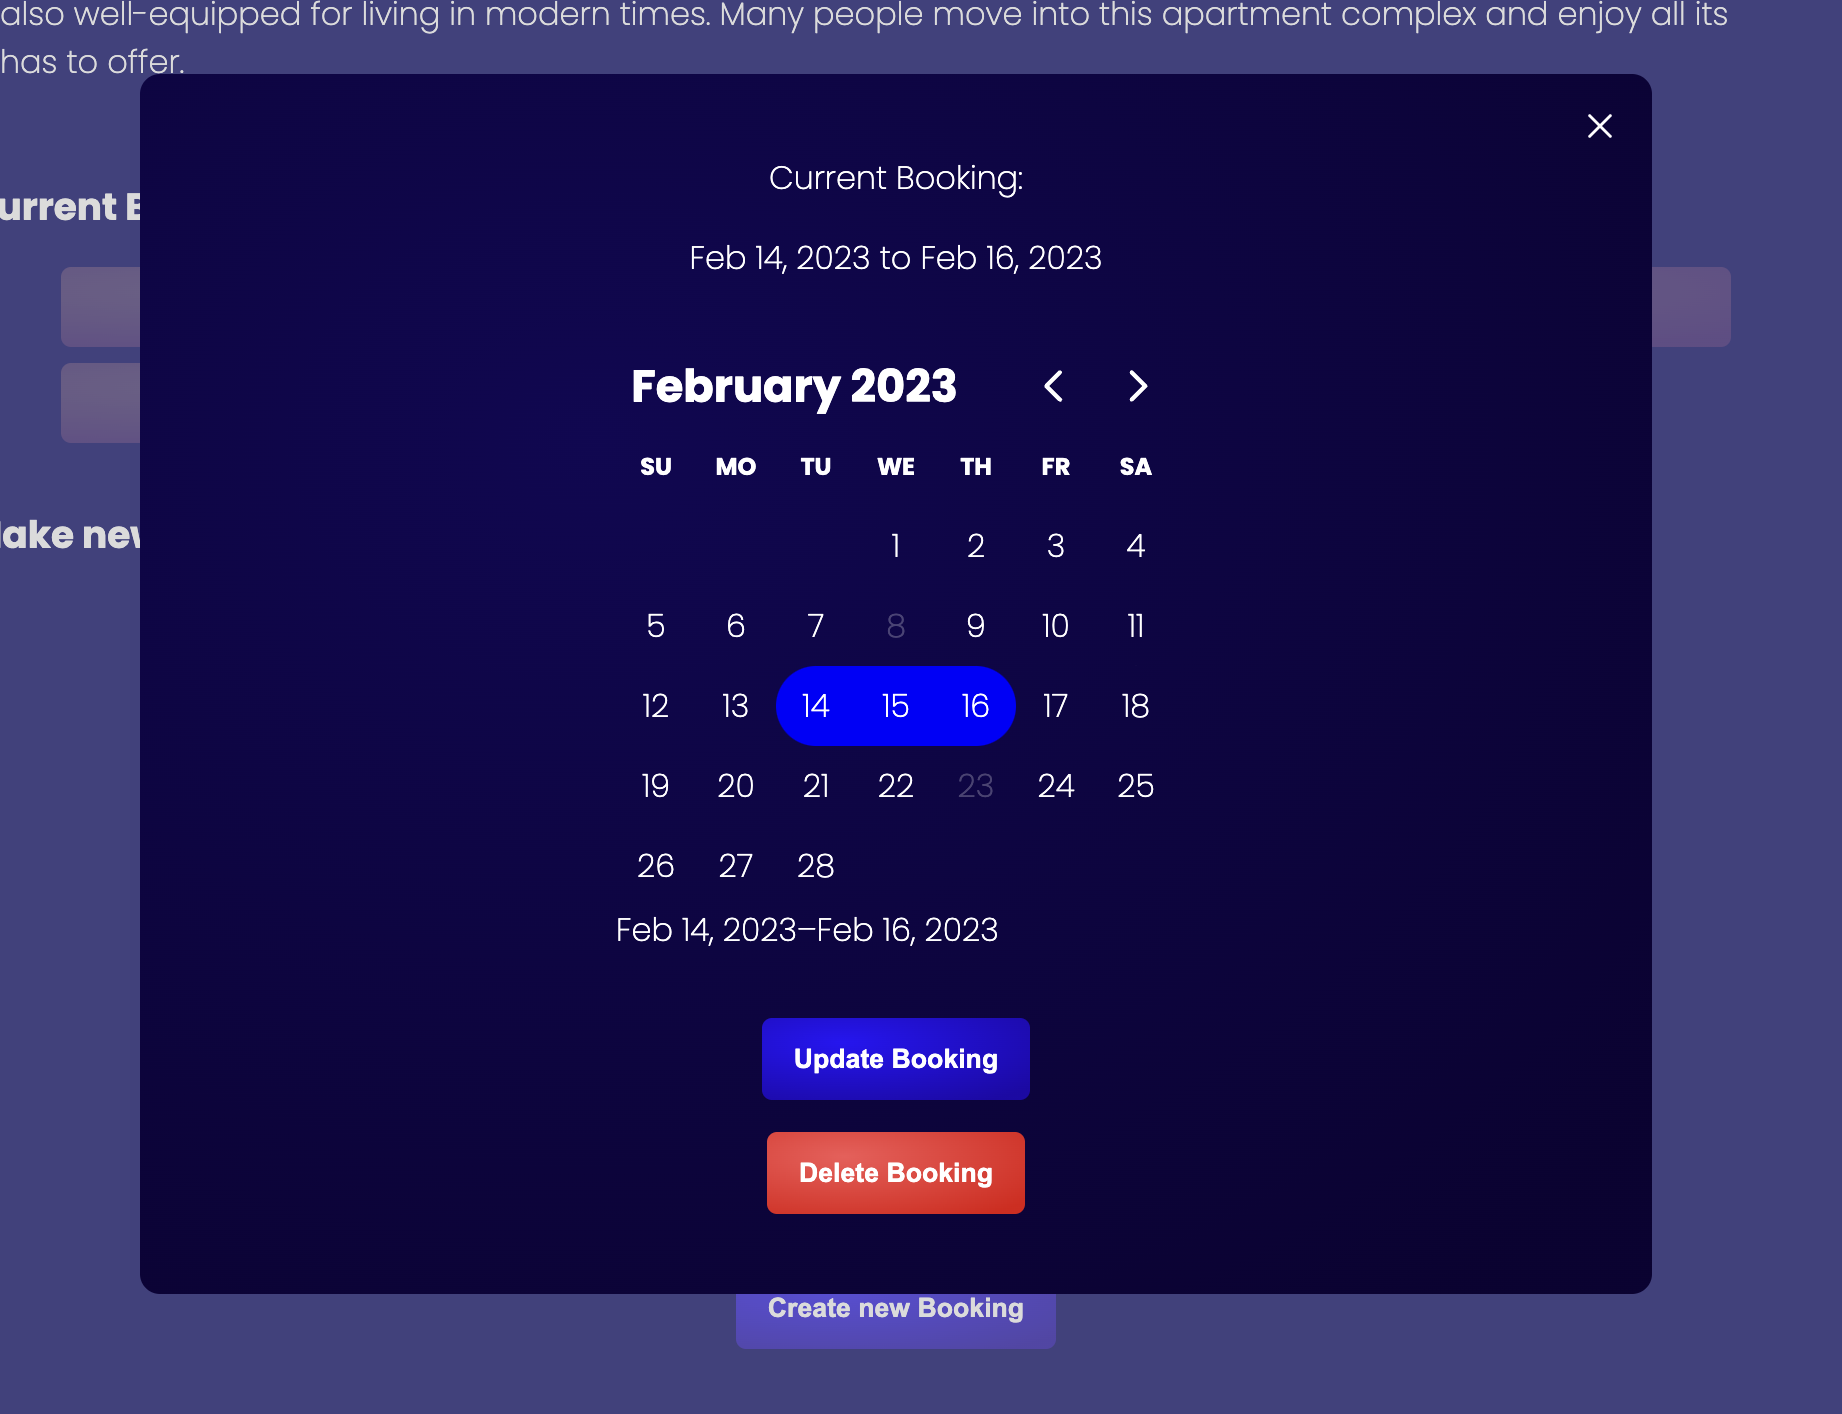 also well-equipped for living in modern times. Many people move into this apartment complex and enjoy all its
has to offer.
Current Booking:
Feb 14, 2023 to Feb 16, 2023
February 2023
SU MO TU WE TH FR SA
1 2 3 4
5 6 7 8 9 10 11
12 13 14 15 16 17 18
19 20 21 22 23 24 25
26 27 28
Feb 14, 2023–Feb 16, 2023
Update Booking
Delete Booking
Create new Booking